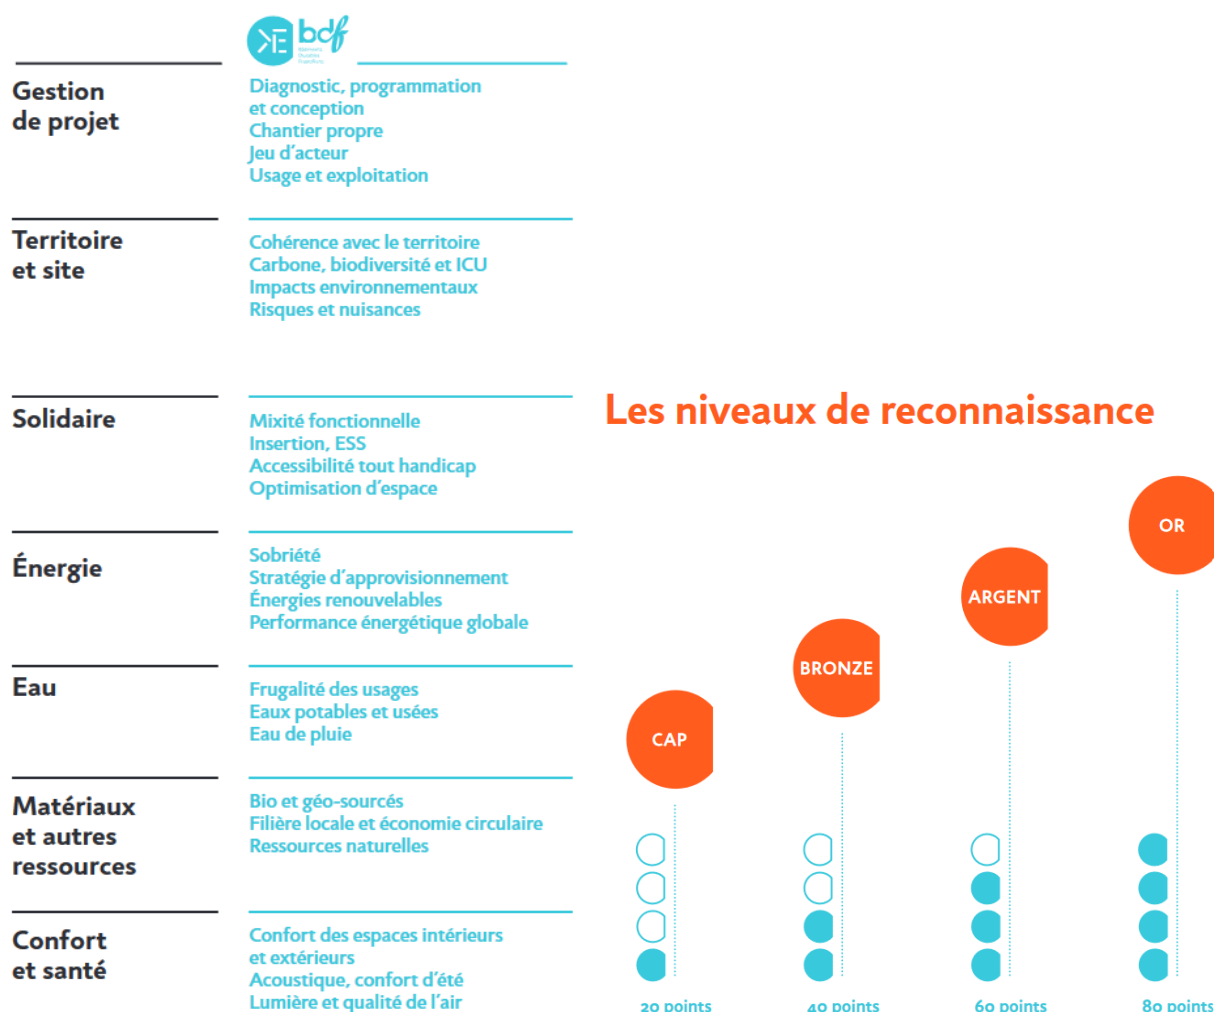 bdf
Gestion
de projet
Diagnostic, programmation
et conception
Chantier propre
Jeu d'acteur
Usage et exploitation
Territoire
et site
Cohérence avec le territoire
Carbone, biodiversité et ICU
Impacts environnementaux
Risques et nuisances
Solidaire
Mixité fonctionnelle
Insertion, ESS
Accessibilité tout handicap
Optimisation d'espace
Énergie
Sobriété
Stratégie d'approvisionnement
Énergies renouvelables
Performance énergétique globale
Eau
Frugalité des usages
Eaux potables et usées
Eau de pluie
Matériaux
et autres
ressources
Bio et géo-sourcés
Filière locale et économie circulaire
Ressources naturelles
Confort
et santé
Confort des espaces intérieurs
et extérieurs
Acoustique, confort d'été
Lumière et qualité de l'air
Les niveaux de reconnaissance
OR
ARGENT
BRONZE
CAP
20 points
40 points
60 points
80 points